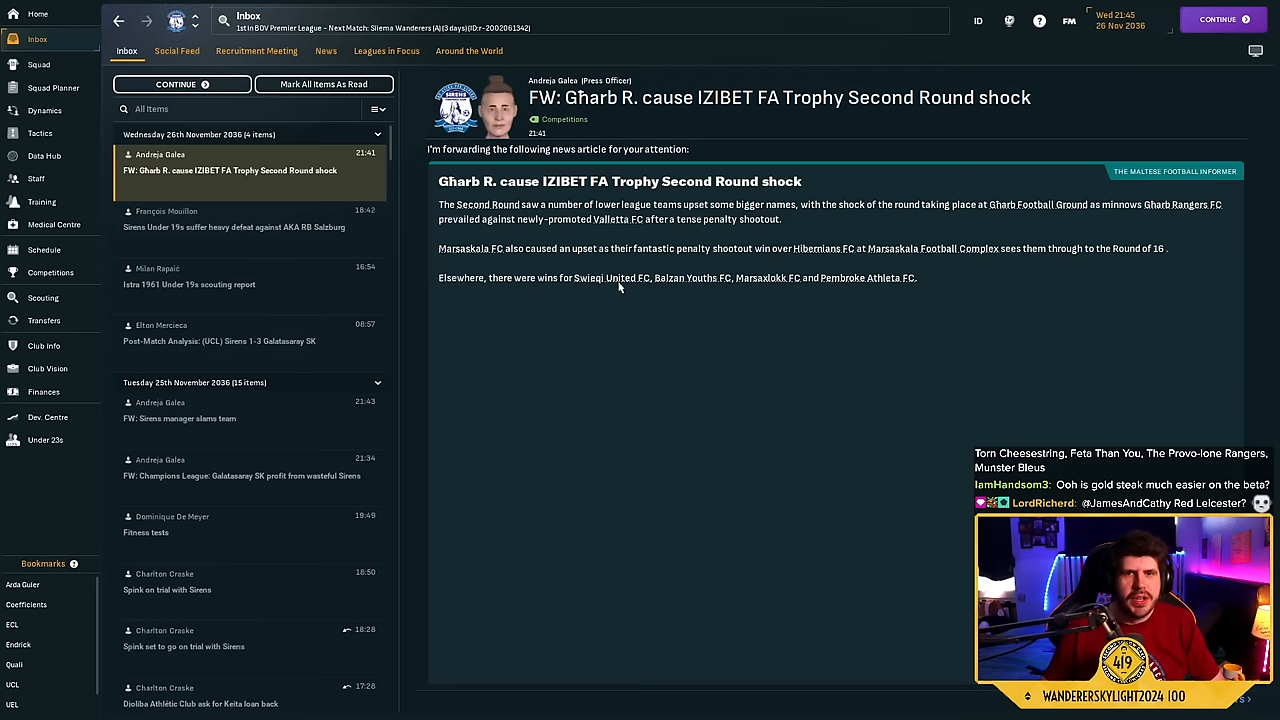 Home
Inbox
Squad
Squad Planner
Dynamics
Tactics
Data Hub
Staff
Training
Medical Centre
Schedule
Competitions
Scouting
Transfers
Club Info
Club Vision
Finances
Dev. Centre
Under 23s
Bookmarks ?
Arda Guler
Coefficients
ECL
Endrick
Quali
UCL
UEL
Inbox
1st in BOV Premier League - Next Match: Sliema Wanderers (A) (3 days) (ID:r-2002061342)
ID
?
FM
Wed 21:45
26 Nov 2036
CONTINUE
Inbox Social Feed Recruitment Meeting News Leagues in Focus Around the World
CONTINUE Mark All Items As Read
All Items
Wednesday 26th November 2036 (4 items)
Andreja Galea 21:41
FW: Għarb R. cause IZIBET FA Trophy Second Round shock
François Mouillon 18:42
Sirens Under 19s suffer heavy defeat against AKA RB Salzburg
Milan Rapaić 16:54
Istra 1961 Under 19s scouting report
Elton Mercieca 08:57
Post-Match Analysis: (UCL) Sirens 1-3 Galatasaray SK
Tuesday 25th November 2036 (15 items)
Andreja Galea 21:43
FW: Sirens manager slams team
Andreja Galea 21:34
FW: Champions League: Galatasaray SK profit from wasteful Sirens
Dominique De Meyer 19:49
Fitness tests
Charlton Craske 18:50
Spink on trial with Sirens
Charlton Craske 18:28
Spink set to go on trial with Sirens
Charlton Craske 17:28
Djoliba Athlétic Club ask for Keita loan back
SIRENS
Andreja Galea (Press Officer)
FW: Għarb R. cause IZIBET FA Trophy Second Round shock
Competitions
21:41
I'm forwarding the following news article for your attention:
THE MALTESE FOOTBALL INFORMER
Għarb R. cause IZIBET FA Trophy Second Round shock
The Second Round saw a number of lower league teams upset some bigger names, with the shock of the round taking place at Għarb Football Ground as minnows Għarb Rangers FC
prevailed against newly-promoted Valletta FC after a tense penalty shootout.
Marsaskala FC also caused an upset as their fantastic penalty shootout win over Hibernians FC at Marsaskala Football Complex sees them through to the Round of 16 .
Elsewhere, there were wins for Swieqi United FC, Balzan Youths FC, Marsaxlokk FC and Pembroke Athleta FC.
Torn Cheesestring, Feta Than You, The Provo-lone Rangers,
Munster Bleus
IamHandsom3: Ooh is gold steak much easier on the beta?
LordRicherd: @JamesAndCathy Red Leicester?
419
WANDERERSKYLIGHT2024 100